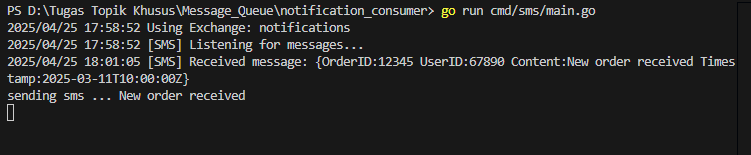 PS D:\Tugas Topik Khusus\Message_Queue\notification_consumer> go run cmd/sms/main.go
2025/04/25 17:58:52 Using Exchange: notifications
2025/04/25 17:58:52 [SMS] Listening for messages...
2025/04/25 18:01:05 [SMS] Received message: {OrderID:12345 UserID:67890 Content:New order received Times
tamp:2025-03-11T10:00:00Z}
sending sms ... New order received